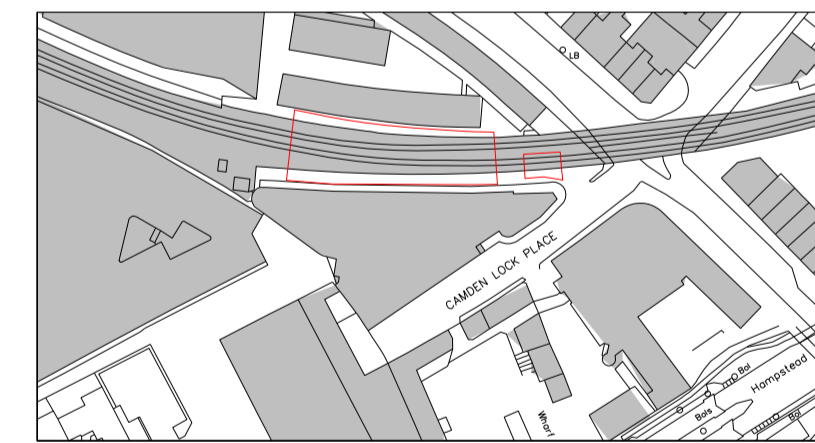 LB
CAMDEN LOCK PLACE
Bol
Hampstead
Bols
Bol
Wharf